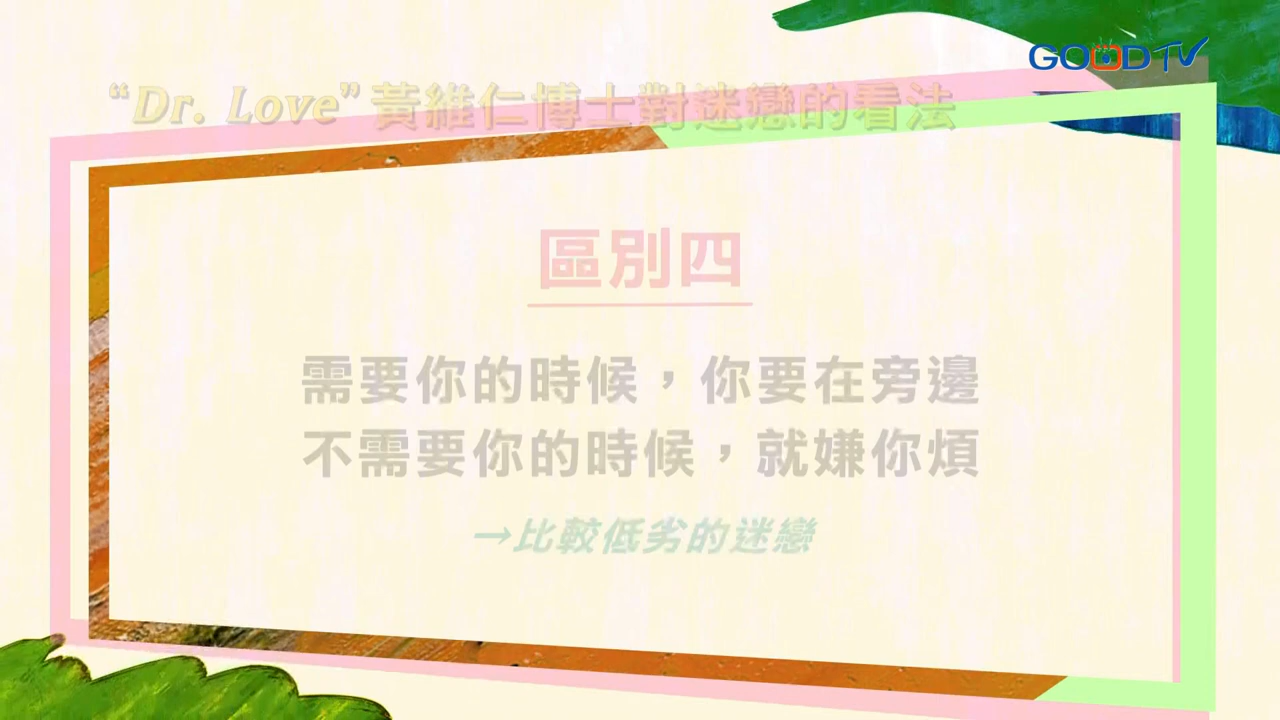 GOODTV
“Dr. Love”黃維仁博士對迷戀的看法
區別四
需要你的時候，你要在旁邊
不需要你的時候，就嫌你煩
→比較低劣的迷戀